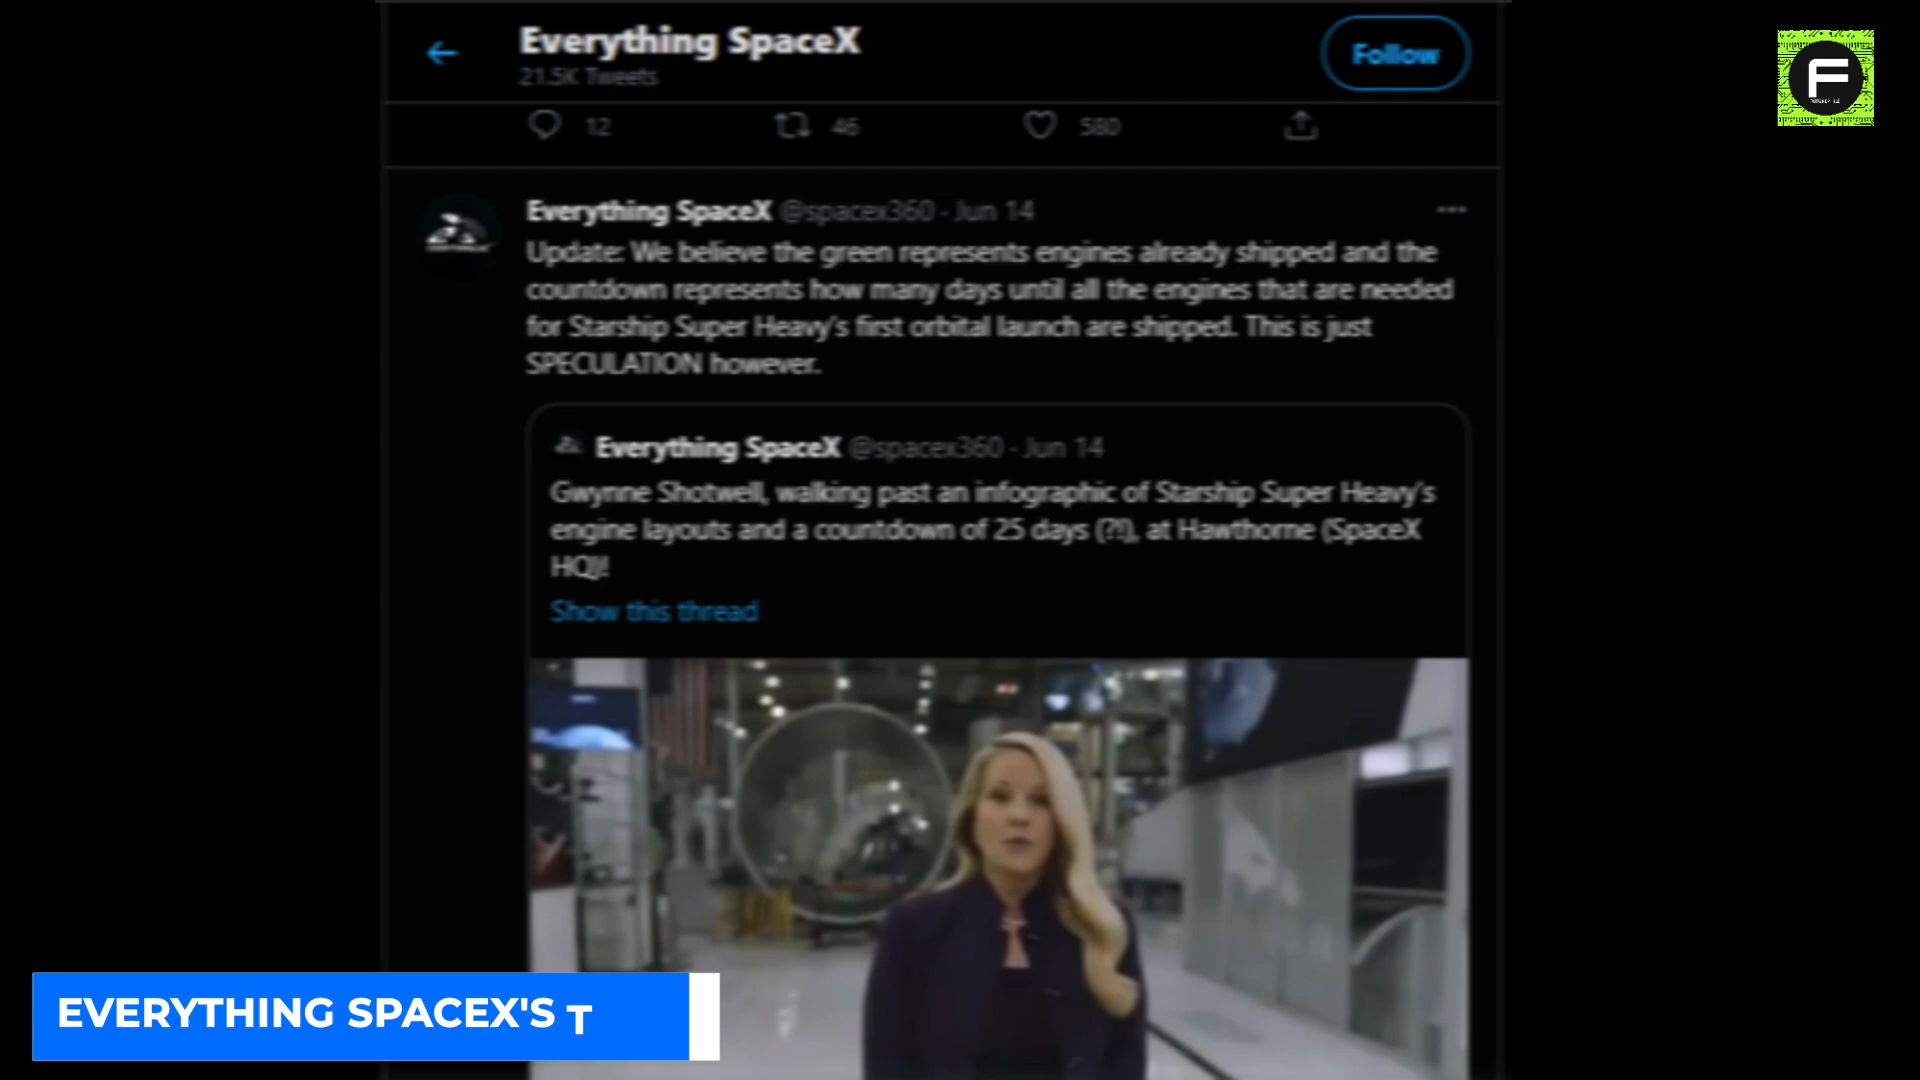 Everything SpaceX
21.5K Tweets
Follow
12 46 580
Everything SpaceX @spacex360 · Jun 14
Update: We believe the green represents engines already shipped and the
countdown represents how many days until all the engines that are needed
for Starship Super Heavy's first orbital launch are shipped. This is just
SPECULATION however.
Everything SpaceX @spacex360 · Jun 14
Gwynne Shotwell, walking past an infographic of Starship Super Heavy's
engine layouts and a countdown of 25 days (?!), at Hawthorne (SpaceX
HQ)!
Show this thread
EVERYTHING SPACEX'S T
F